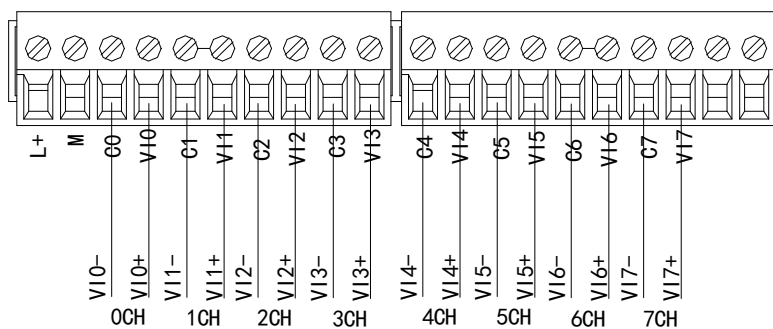 L+ M C0 VI0 C1 VI1 C2 VI2 C3 VI3 C4 VI4 C5 VI5 C6 VI6 C7 VI7
VI0- VI0+ VI1- VI1+ VI2- VI2+ VI3- VI3+ VI4- VI4+ VI5- VI5+ VI6- VI6+ VI7- VI7+
0CH 1CH 2CH 3CH 4CH 5CH 6CH 7CH